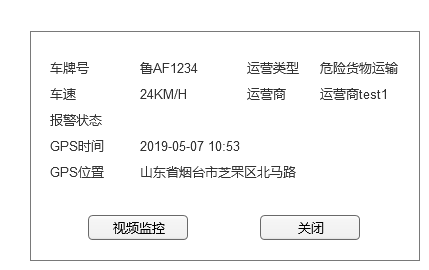 车牌号 鲁AF1234 运营类型 危险货物运输
车速 24KM/H 运营商 运营商test1
报警状态
GPS时间 2019-05-07 10:53
GPS位置 山东省烟台市芝罘区北马路
视频监控 关闭